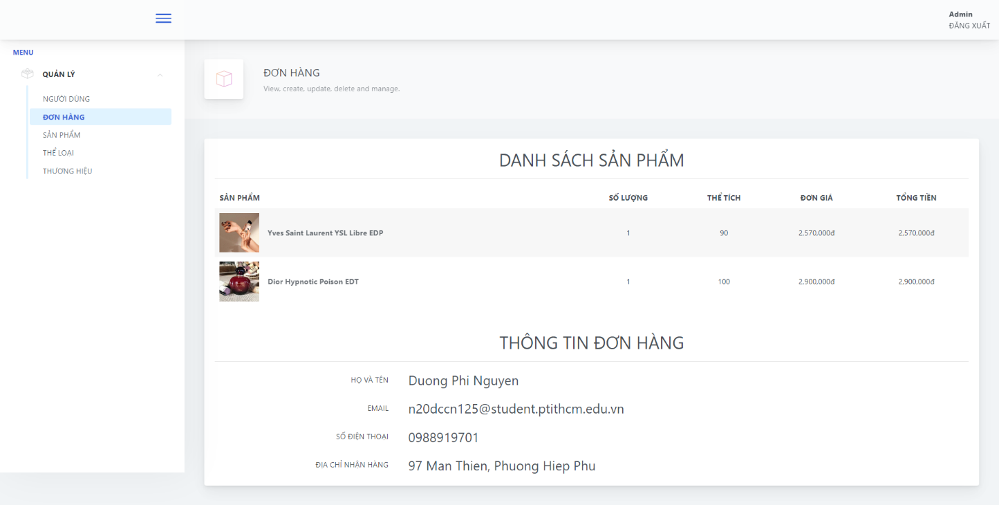 Admin
ĐĂNG XUẤT
MENU
QUẢN LÝ
NGƯỜI DÙNG
ĐƠN HÀNG
SẢN PHẨM
THỂ LOẠI
THƯƠNG HIỆU
ĐƠN HÀNG
View, create, update, delete and manage.
DANH SÁCH SẢN PHẨM
SẢN PHẨM SỐ LƯỢNG THỂ TÍCH ĐƠN GIÁ TỔNG TIỀN
Yves Saint Laurent YSL Libre EDP 1 90 2,570,000đ 2,570,000đ
Dior Hypnotic Poison EDT 1 100 2,900,000đ 2,900,000đ
THÔNG TIN ĐƠN HÀNG
HỌ VÀ TÊN Duong Phi Nguyen
EMAIL n20dccn125@student.ptithcm.edu.vn
SỐ ĐIỆN THOẠI 0988919701
ĐỊA CHỈ NHẬN HÀNG 97 Man Thien, Phuong Hiep Phu